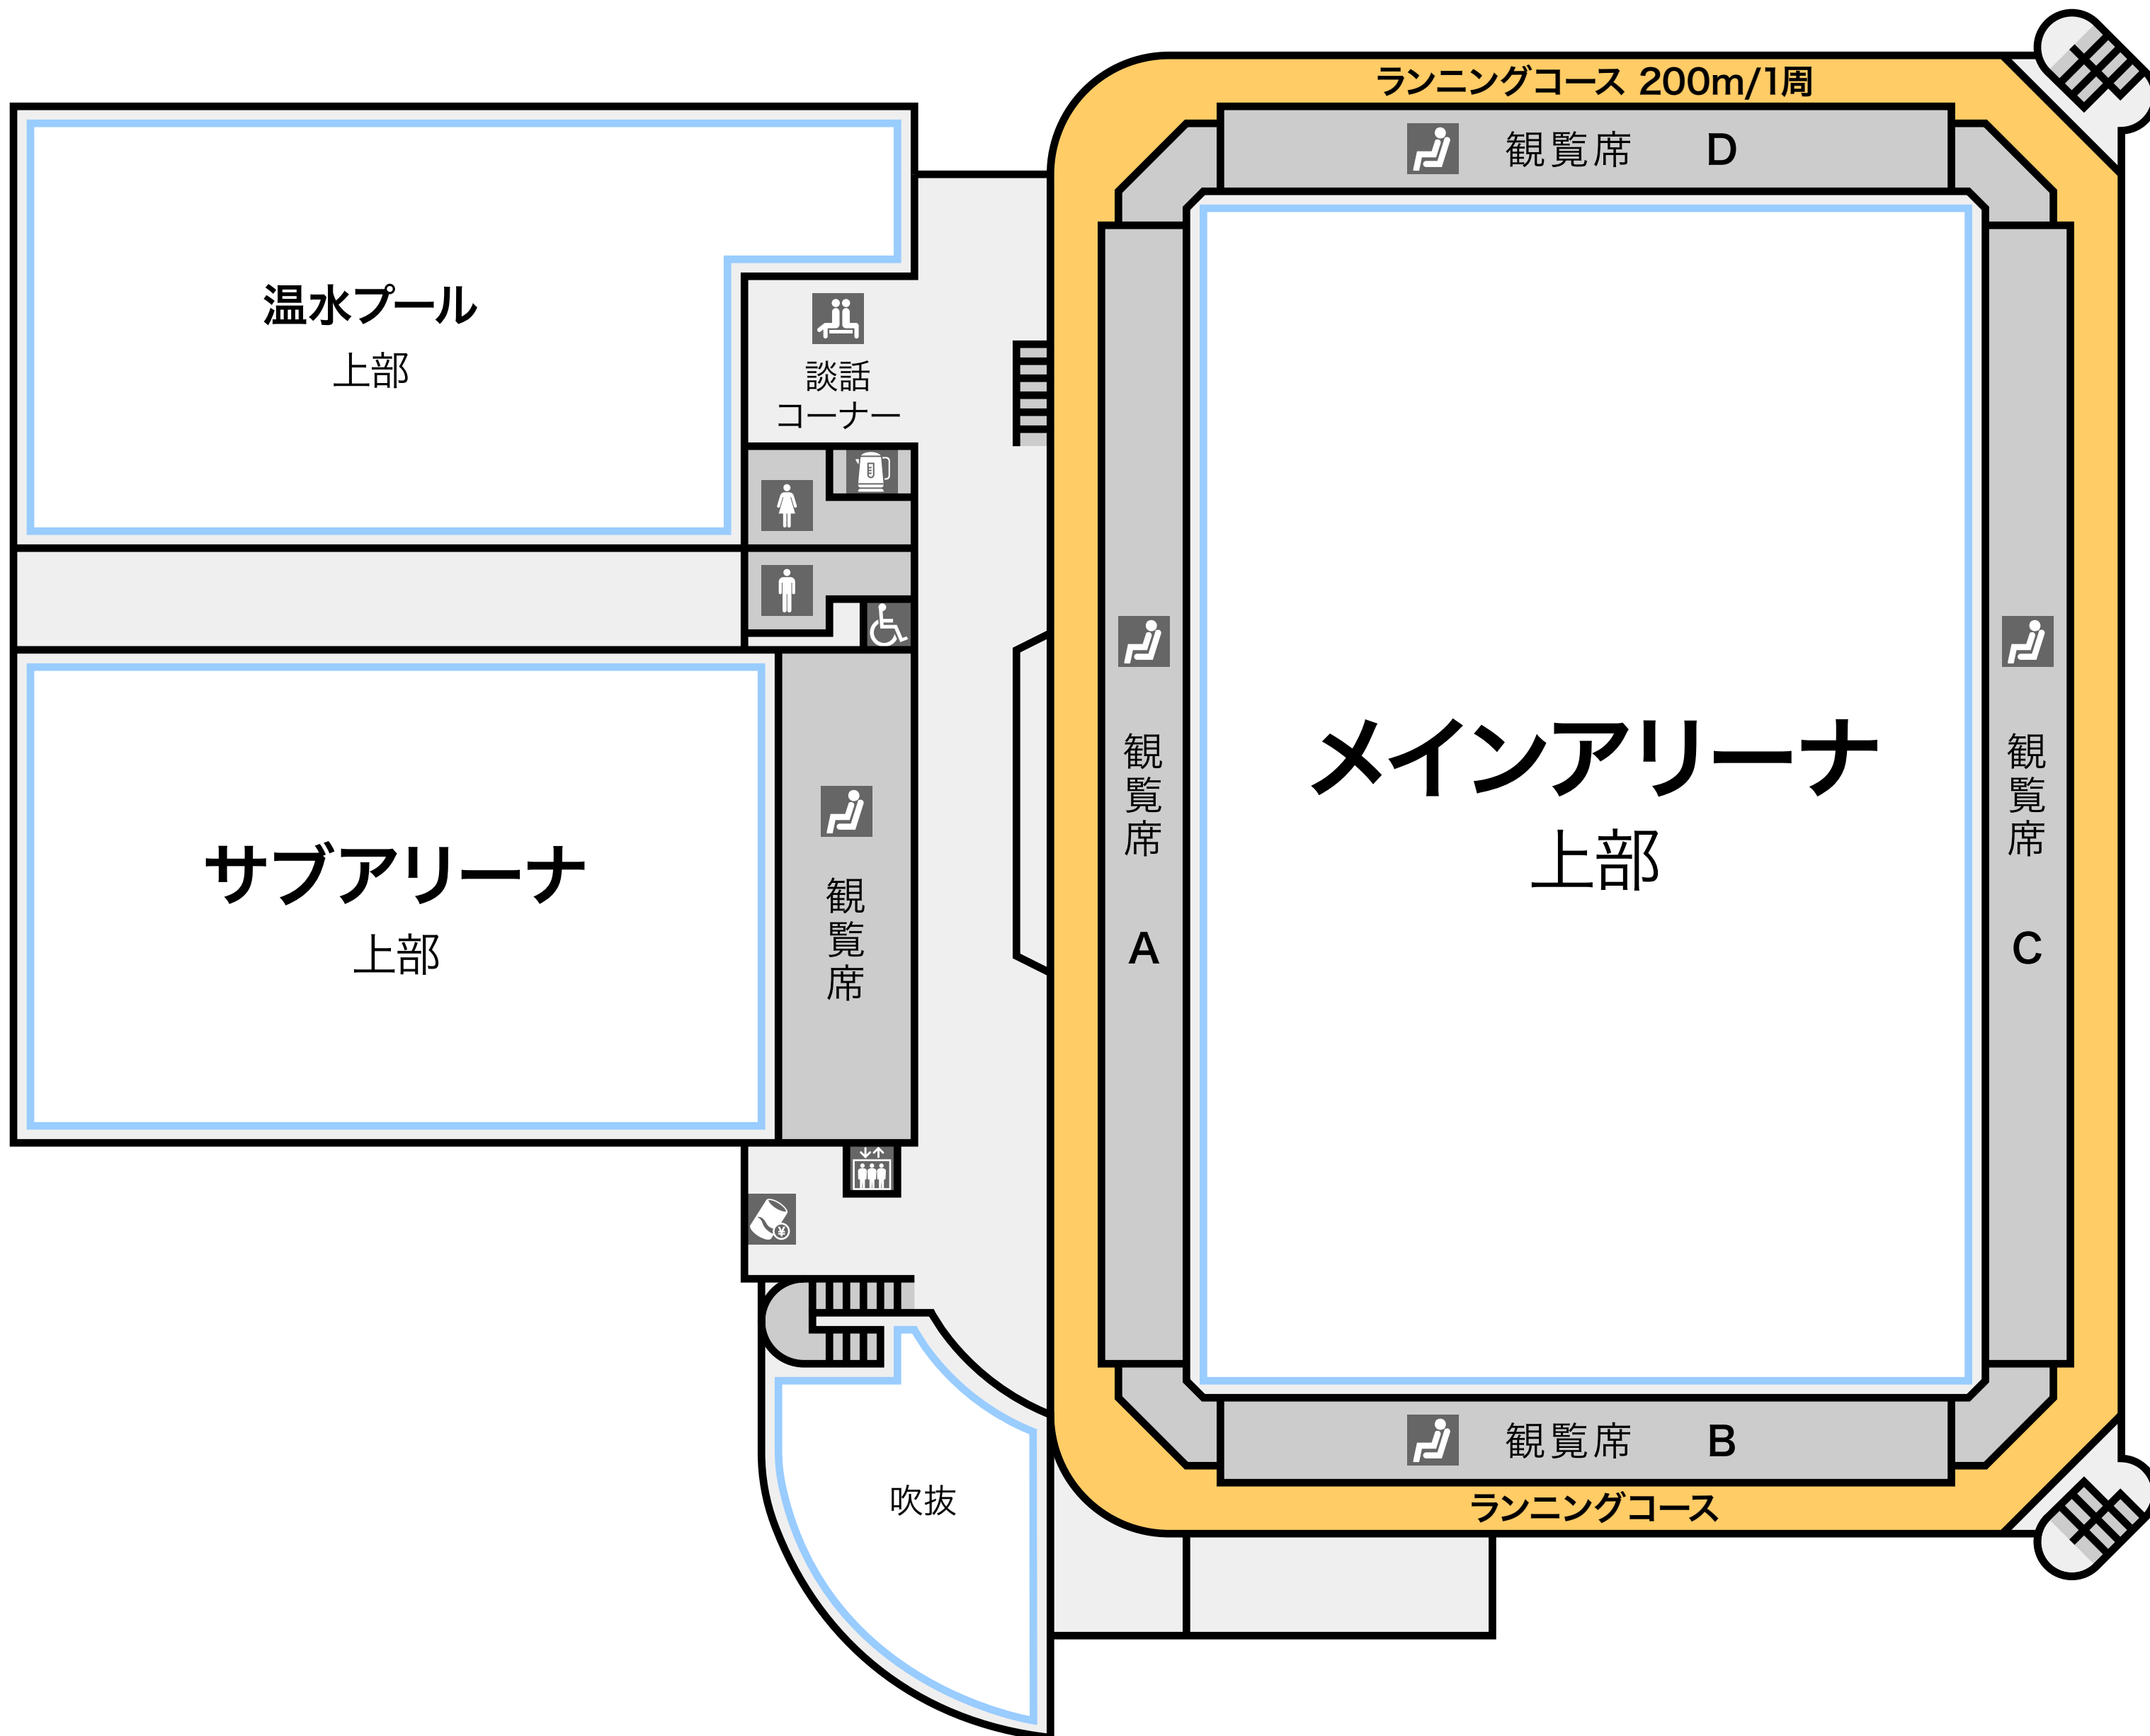 ランニングコース 200m/1周
観覧席 D
温水プール
上部
談話
コーナー
観覧席 A
メインアリーナ
上部
観覧席 C
サブアリーナ
上部
観覧席
¥
観覧席 B
吹抜
ランニングコース